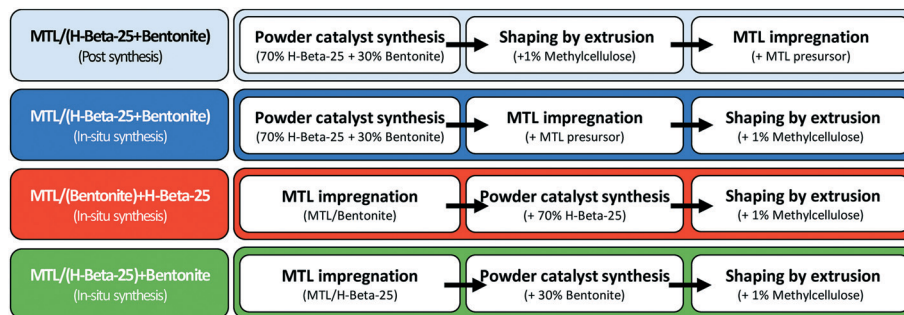 MTL/(H-Beta-25+Bentonite)
(Post synthesis)
Powder catalyst synthesis
(70% H-Beta-25 + 30% Bentonite)
Shaping by extrusion
(+1% Methylcellulose)
MTL impregnation
(+ MTL presursor)
MTL/(H-Beta-25+Bentonite)
(In-situ synthesis)
Powder catalyst synthesis
(70% H-Beta-25 + 30% Bentonite)
MTL impregnation
(+ MTL presursor)
Shaping by extrusion
(+ 1% Methylcellulose)
MTL/(Bentonite)+H-Beta-25
(In-situ synthesis)
MTL impregnation
(MTL/Bentonite)
Powder catalyst synthesis
(+ 70% H-Beta-25)
Shaping by extrusion
(+ 1% Methylcellulose)
MTL/(H-Beta-25)+Bentonite
(In-situ synthesis)
MTL impregnation
(MTL/H-Beta-25)
Powder catalyst synthesis
(+ 30% Bentonite)
Shaping by extrusion
(+ 1% Methylcellulose)